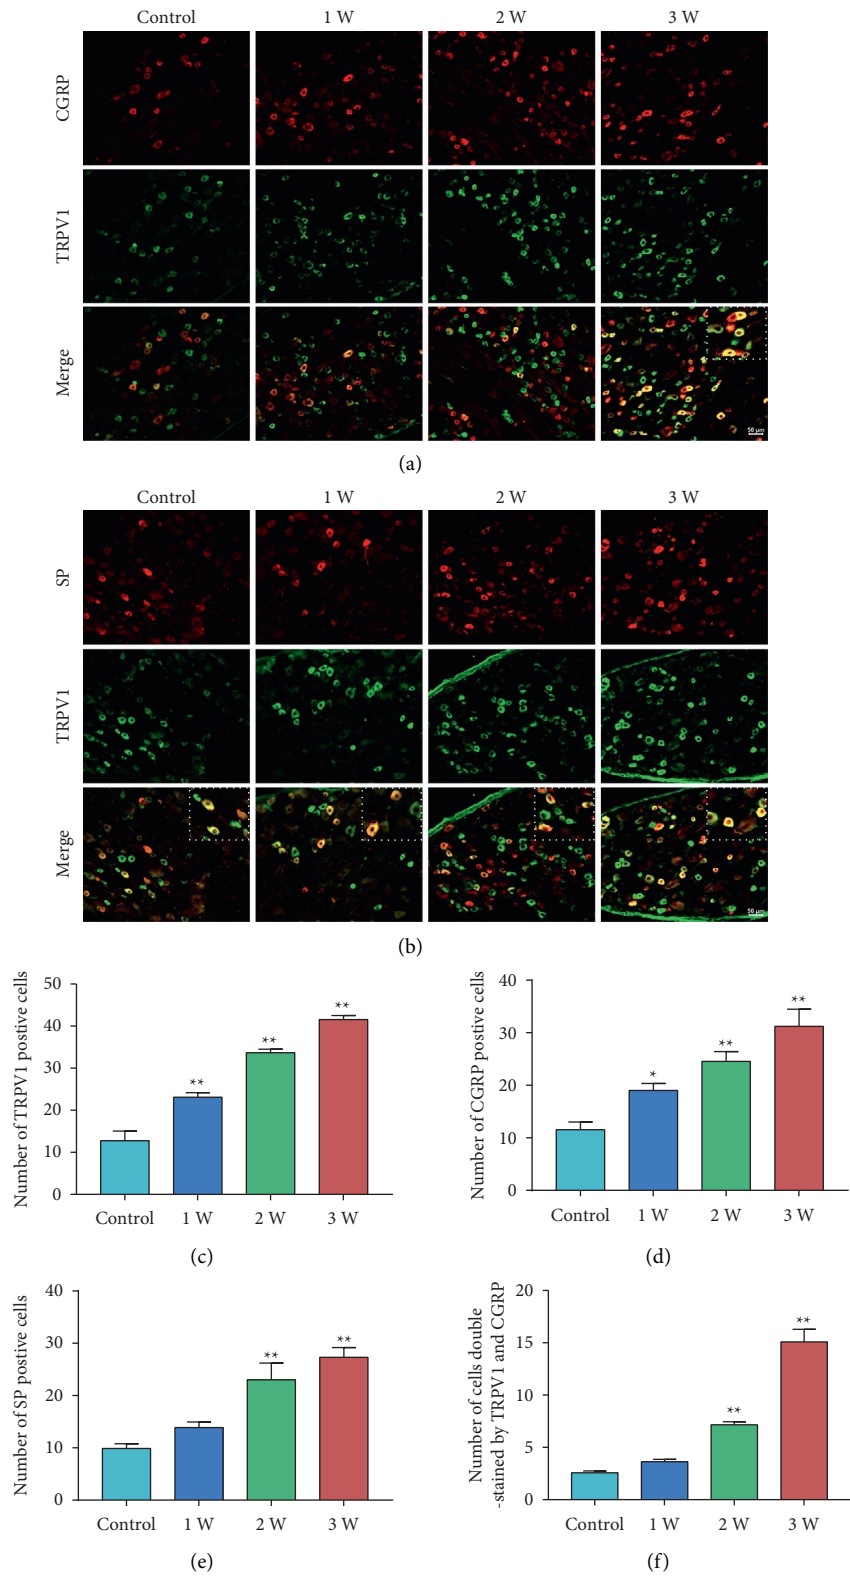 Control 1 W 2 W 3 W
CGRP
TRPV1
Merge
50 μm
(a)
Control 1 W 2 W 3 W
SP
TRPV1
Merge
50 μm
(b)
Number of TRPV1 postive cells
50
40
30
20
10
0
**
**
**
Control 1 W 2 W 3 W
(c)
Number of CGRP postive cells
40
30
20
10
0
*
**
**
Control 1 W 2 W 3 W
(d)
Number of SP postive cells
40
30
20
10
0
**
**
Control 1 W 2 W 3 W
(e)
Number of cells double
-stained by TRPV1 and CGRP
20
15
10
5
0
**
**
Control 1 W 2 W 3 W
(f)